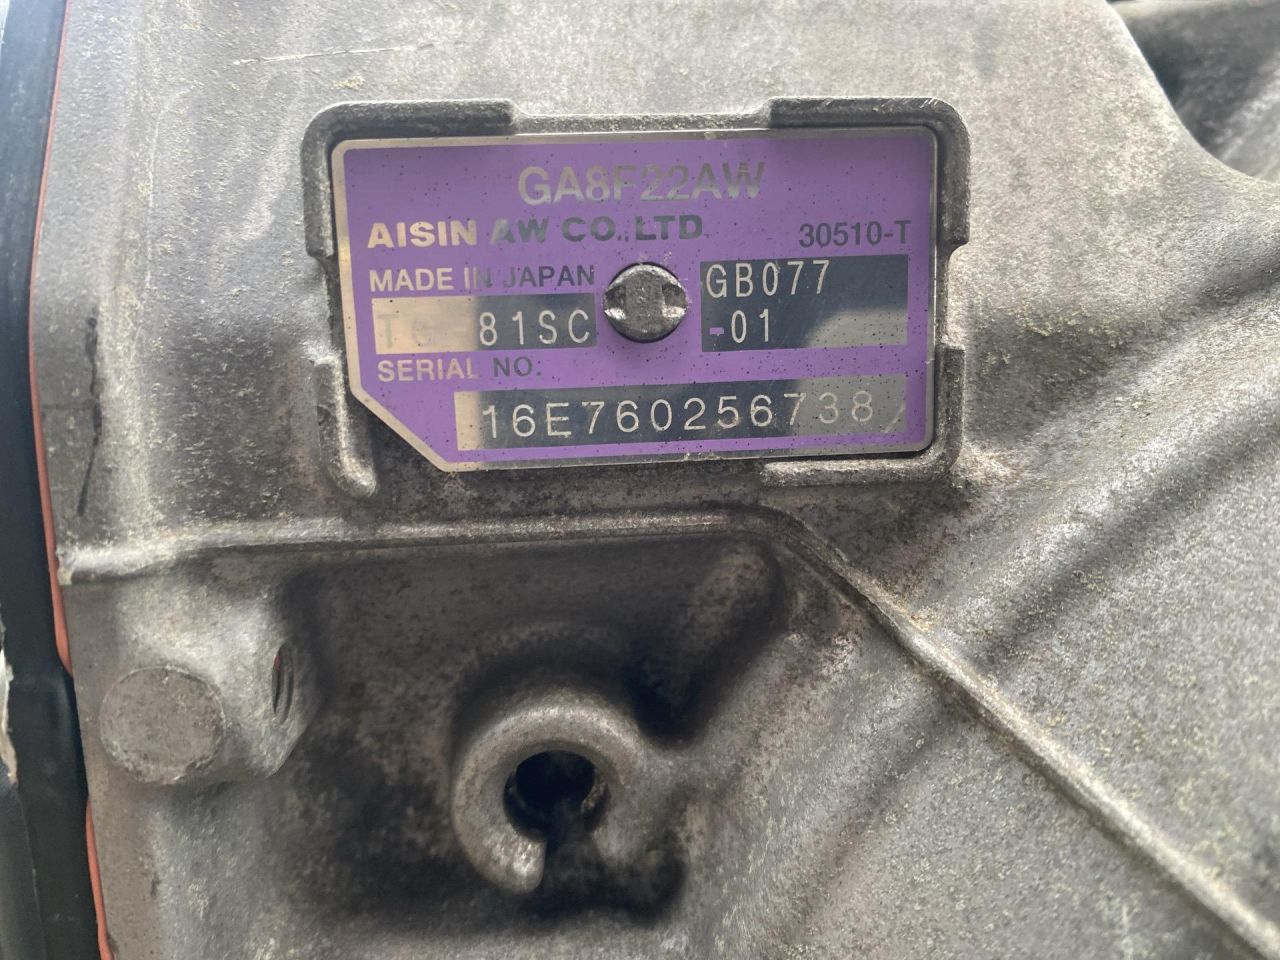 GA8F22AW
AISIN AW CO.,LTD.
30510-T
MADE IN JAPAN
GB077
81SC
-01
SERIAL NO.
16E760256738